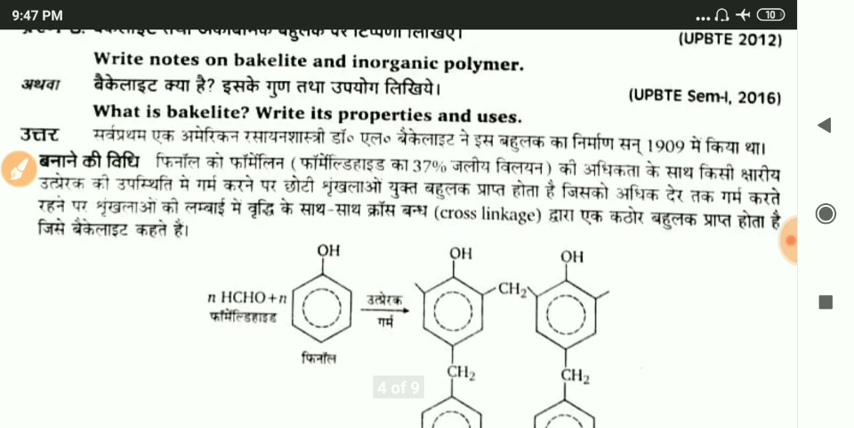 9:47 PM
10
बहुलक पर टिप्पणी लिखिए।
(UPBTE 2012)
Write notes on bakelite and inorganic polymer.
अथवा बैकेलाइट क्या है? इसके गुण तथा उपयोग लिखिये।
(UPBTE Sem-I, 2016)
What is bakelite? Write its properties and uses.
उत्तर सर्वप्रथम एक अमेरिकन रसायनशास्त्री डॉ० एल० बैकेलाइट ने इस बहुलक का निर्माण सन् 1909 में किया था।
बनाने की विधि फिनॉल को फॉर्मेलिन (फॉर्मेल्डिहाइड का 37% जलीय विलयन) की अधिकता के साथ किसी क्षारीय
उत्प्रेरक की उपस्थिति मे गर्म करने पर छोटी शृंखलाओं युक्त बहुलक प्राप्त होता है जिसको अधिक देर तक गर्म करते
रहने पर शृंखलाओं की लम्बाई मे वृद्धि के साथ-साथ क्रॉस बन्ध (cross linkage) द्वारा एक कठोर बहुलक प्राप्त होता है
जिसे बैकेलाइट कहते है।
OH OH OH
n HCHO+n उत्प्रेरक CH2
फॉर्मेल्डिहाइड गर्म
फिनॉल
CH2 CH2
4 of 9